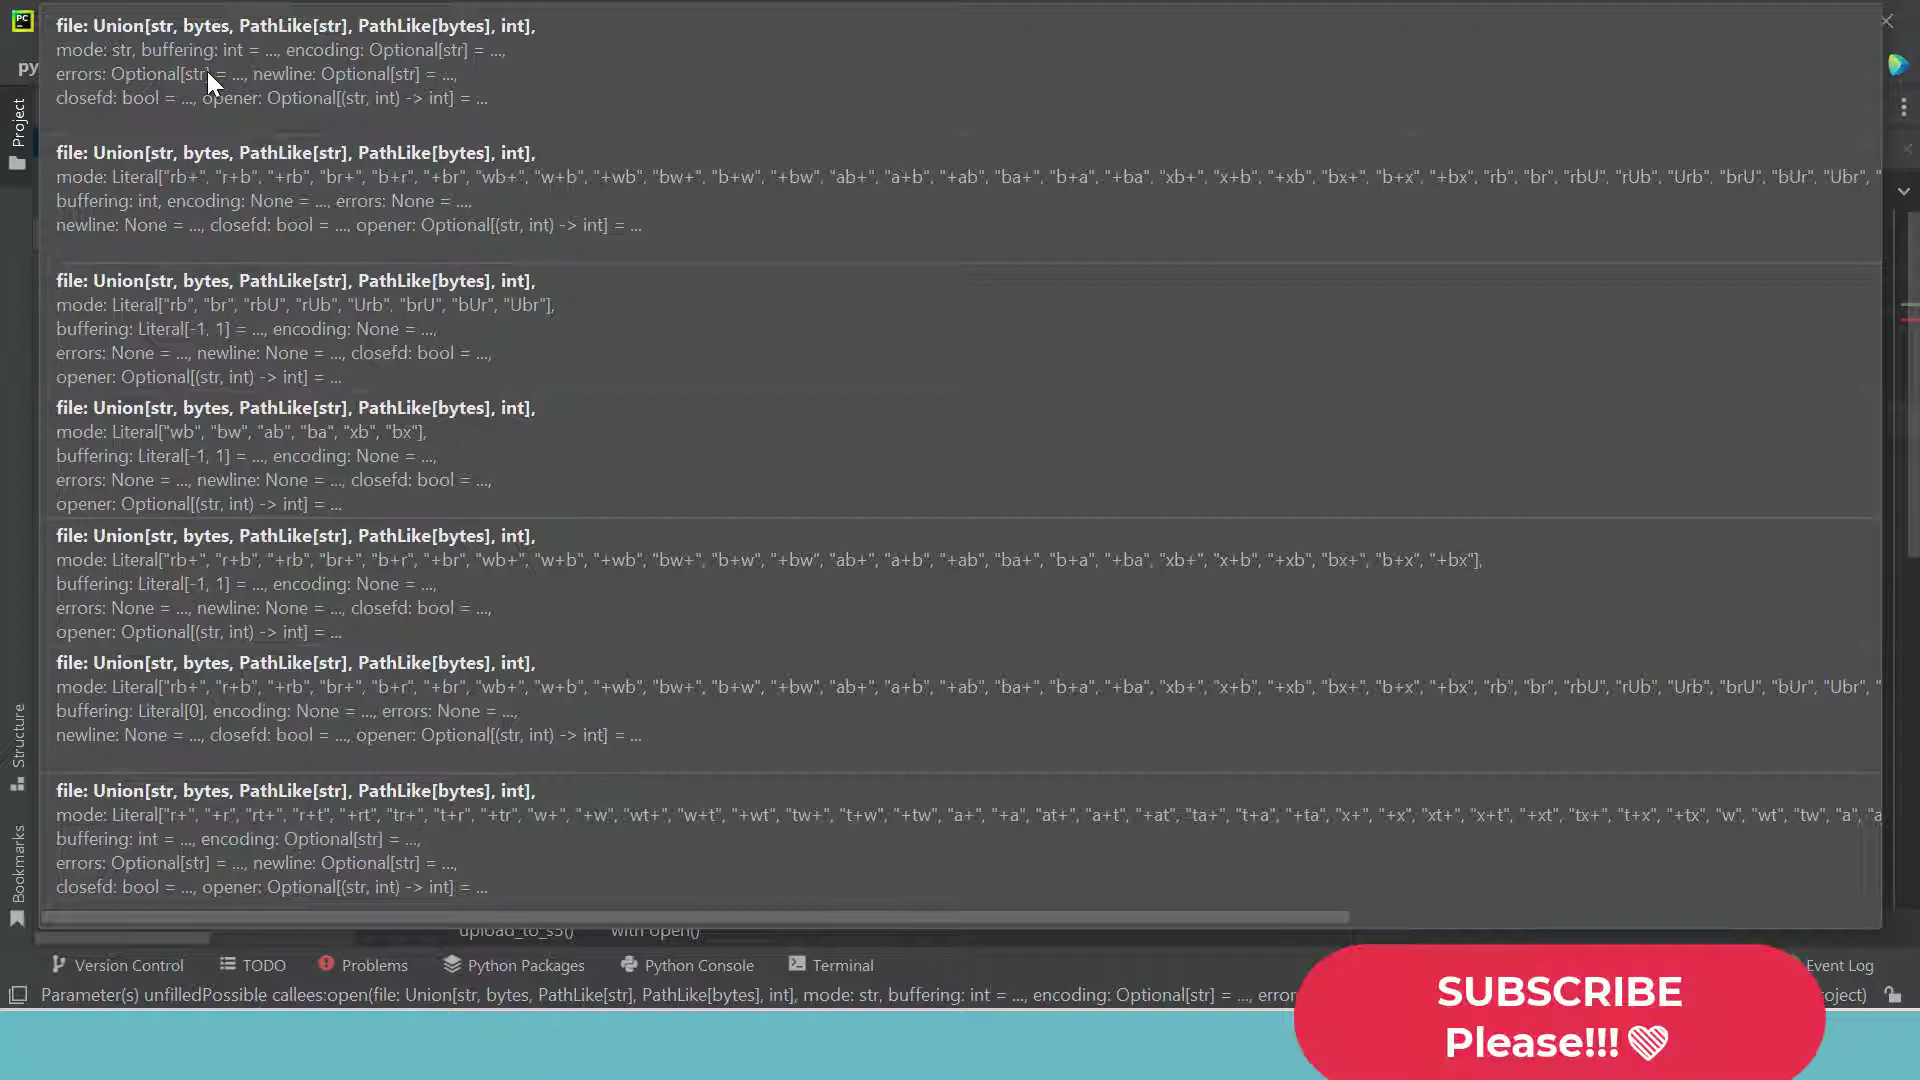 PC
file: Union[str, bytes, PathLike[str], PathLike[bytes], int],
mode: str, buffering: int = ..., encoding: Optional[str] = ...,
py
errors: Optional[str] = ..., newline: Optional[str] = ...,
closefd: bool = ..., opener: Optional[(str, int) -> int] = ...
Project
file: Union[str, bytes, PathLike[str], PathLike[bytes], int],
mode: Literal["rb+", "r+b", "+rb", "br+", "b+r", "+br", "wb+", "w+b", "+wb", "bw+", "b+w", "+bw", "ab+", "a+b", "+ab", "ba+", "b+a", "+ba", "xb+", "x+b", "+xb", "bx+", "b+x", "+bx", "rb", "br", "rbU", "rUb", "Urb", "brU", "bUr", "Ubr", "
buffering: int, encoding: None = ..., errors: None = ...,
newline: None = ..., closefd: bool = ..., opener: Optional[(str, int) -> int] = ...
file: Union[str, bytes, PathLike[str], PathLike[bytes], int],
mode: Literal["rb", "br", "rbU", "rUb", "Urb", "brU", "bUr", "Ubr"],
buffering: Literal[-1, 1] = ..., encoding: None = ...,
errors: None = ..., newline: None = ..., closefd: bool = ...,
opener: Optional[(str, int) -> int] = ...
file: Union[str, bytes, PathLike[str], PathLike[bytes], int],
mode: Literal["wb", "bw", "ab", "ba", "xb", "bx"],
buffering: Literal[-1, 1] = ..., encoding: None = ...,
errors: None = ..., newline: None = ..., closefd: bool = ...,
opener: Optional[(str, int) -> int] = ...
file: Union[str, bytes, PathLike[str], PathLike[bytes], int],
mode: Literal["rb+", "r+b", "+rb", "br+", "b+r", "+br", "wb+", "w+b", "+wb", "bw+", "b+w", "+bw", "ab+", "a+b", "+ab", "ba+", "b+a", "+ba", "xb+", "x+b", "+xb", "bx+", "b+x", "+bx"],
buffering: Literal[-1, 1] = ..., encoding: None = ...,
errors: None = ..., newline: None = ..., closefd: bool = ...,
opener: Optional[(str, int) -> int] = ...
file: Union[str, bytes, PathLike[str], PathLike[bytes], int],
mode: Literal["rb+", "r+b", "+rb", "br+", "b+r", "+br", "wb+", "w+b", "+wb", "bw+", "b+w", "+bw", "ab+", "a+b", "+ab", "ba+", "b+a", "+ba", "xb+", "x+b", "+xb", "bx+", "b+x", "+bx", "rb", "br", "rbU", "rUb", "Urb", "brU", "bUr", "Ubr", "
buffering: Literal[0], encoding: None = ..., errors: None = ...,
newline: None = ..., closefd: bool = ..., opener: Optional[(str, int) -> int] = ...
Structure
file: Union[str, bytes, PathLike[str], PathLike[bytes], int],
mode: Literal["r+", "+r", "rt+", "r+t", "+rt", "tr+", "t+r", "+tr", "w+", "+w", "wt+", "w+t", "+wt", "tw+", "t+w", "+tw", "a+", "+a", "at+", "a+t", "+at", "ta+", "t+a", "+ta", "x+", "+x", "xt+", "x+t", "+xt", "tx+", "t+x", "+tx", "w", "wt", "tw", "a", "a
buffering: int = ..., encoding: Optional[str] = ...,
errors: Optional[str] = ..., newline: Optional[str] = ...,
closefd: bool = ..., opener: Optional[(str, int) -> int] = ...
Bookmarks
upload_to_s3() with open()
Version Control TODO Problems Python Packages Python Console Terminal Event Log
Parameter(s) unfilledPossible callees:open(file: Union[str, bytes, PathLike[str], PathLike[bytes], int], mode: str, buffering: int = ..., encoding: Optional[str] = ..., error oject)
SUBSCRIBE
Please!!!